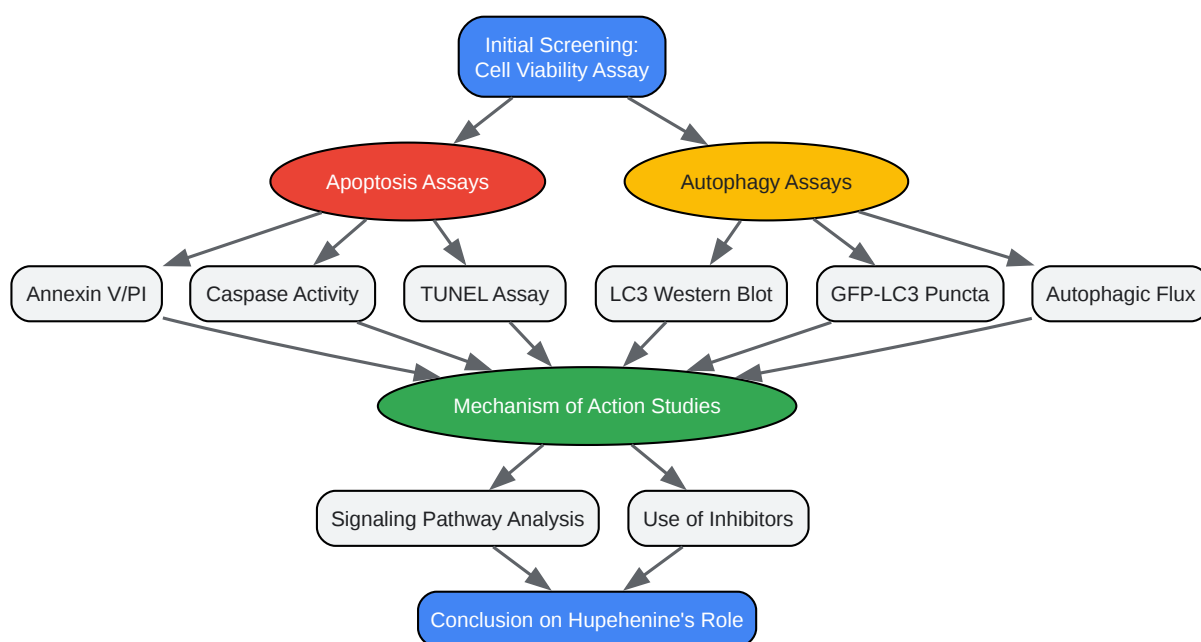 Initial Screening:
Cell Viability Assay
Apoptosis Assays
Autophagy Assays
Annexin V/PI
Caspase Activity
TUNEL Assay
LC3 Western Blot
GFP-LC3 Puncta
Autophagic Flux
Mechanism of Action Studies
Signaling Pathway Analysis
Use of Inhibitors
Conclusion on Hupehenine's Role